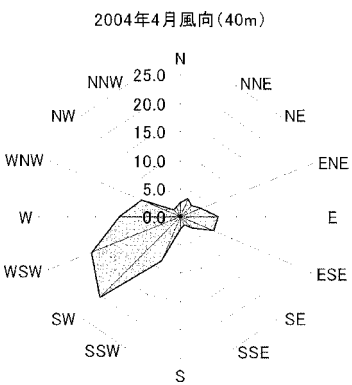 2004年4月風向(40m)
N
NNW 25.0 NNE
NW 20.0 NE
15.0
WNW 10.0 ENE
5.0
W 0.0 E
WSW ESE
SW SE
SSW SSE
S